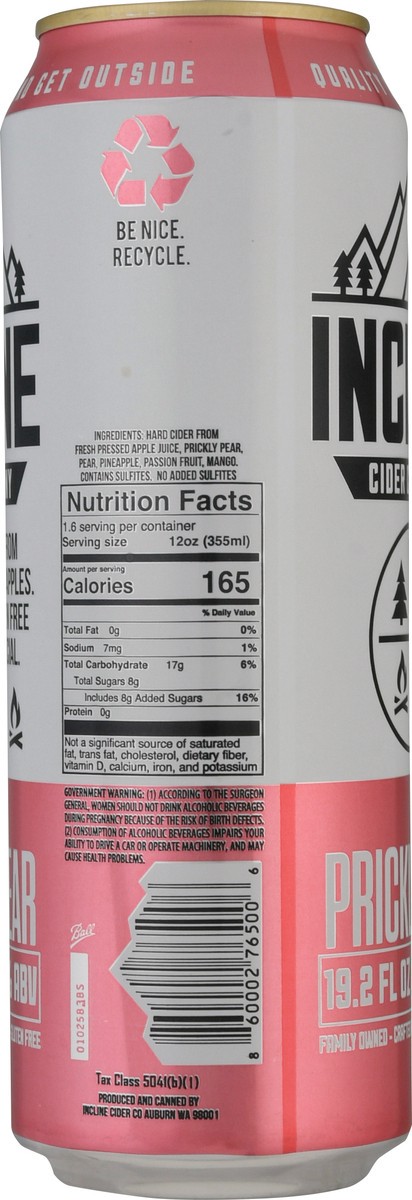 GET OUTSIDE
QUALITY
BE NICE.
RECYCLE.
NE
INC
CIDER
INGREDIENTS: HARD CIDER FROM
FRESH PRESSED APPLE JUICE, PRICKLY PEAR,
PEAR, PINEAPPLE, PASSION FRUIT, MANGO.
CONTAINS SULFITES. NO ADDED SULFITES
Nutrition Facts
1.6 serving per container
Serving size 12oz (355ml)
Amount per serving
Calories 165
% Daily Value
Total Fat 0g 0%
Sodium 7mg 1%
Total Carbohydrate 17g 6%
Total Sugars 8g
Includes 8g Added Sugars 16%
Protein 0g
Not a significant source of saturated
fat, trans fat, cholesterol, dietary fiber,
vitamin D, calcium, iron, and potassium
OM
PPLES.
FREE
GOVERNMENT WARNING: (1) ACCORDING TO THE SURGEON
GENERAL, WOMEN SHOULD NOT DRINK ALCOHOLIC BEVERAGES
DURING PREGNANCY BECAUSE OF THE RISK OF BIRTH DEFECTS.
(2) CONSUMPTION OF ALCOHOLIC BEVERAGES IMPAIRS YOUR
ABILITY TO DRIVE A CAR OR OPERATE MACHINERY, AND MAY
CAUSE HEALTH PROBLEMS.
EAR
ABV
GLUTEN FREE
Ball
8 60002 76500 6
PRICK
19.2 FL OZ
FAMILY OWNED - CRAFTE
Tax Class 5041(b)(1)
PRODUCED AND CANNED BY
INCLINE CIDER CO AUBURN WA 98001